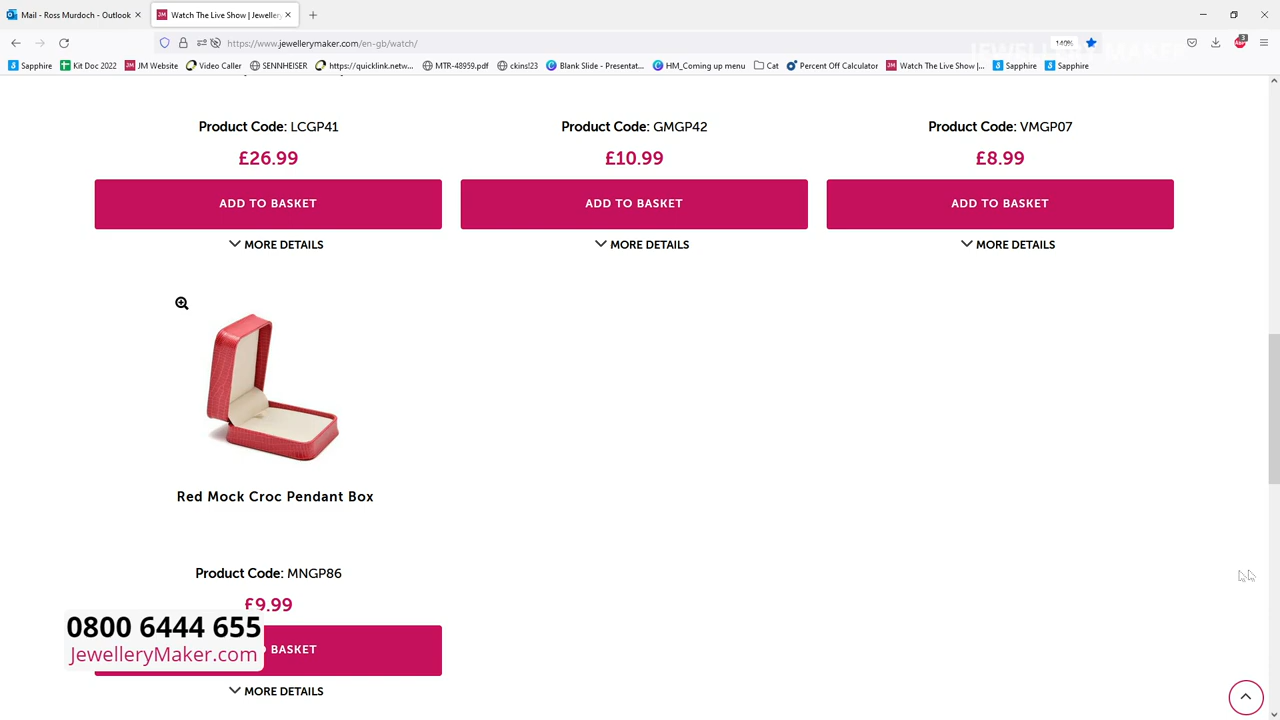 Mail - Ross Murdoch - Outlook
Watch The Live Show | Jewellery
https://www.jewellerymaker.com
gb/watch/
140%
3
JEWELLERY MAKER
Sapphire
Kit Doc 2022
JM Website
Video Caller
SENNHEISER
https://quicklink.netw...
MTR-48959.pdf
ckins!23
Blank Slide - Presentat...
HM_Coming up menu
Cat
Percent Off Calculator
Watch The Live Show |...
Sapphire
Sapphire
Product Code: LCGP41
£26.99
ADD TO BASKET
MORE DETAILS
Product Code: GMGP42
£10.99
ADD TO BASKET
MORE DETAILS
Product Code: VMGP07
£8.99
ADD TO BASKET
MORE DETAILS
Red Mock Croc Pendant Box
Product Code: MNGP86
£9.99
BASKET
MORE DETAILS
0800 6444 655
JewelleryMaker.com